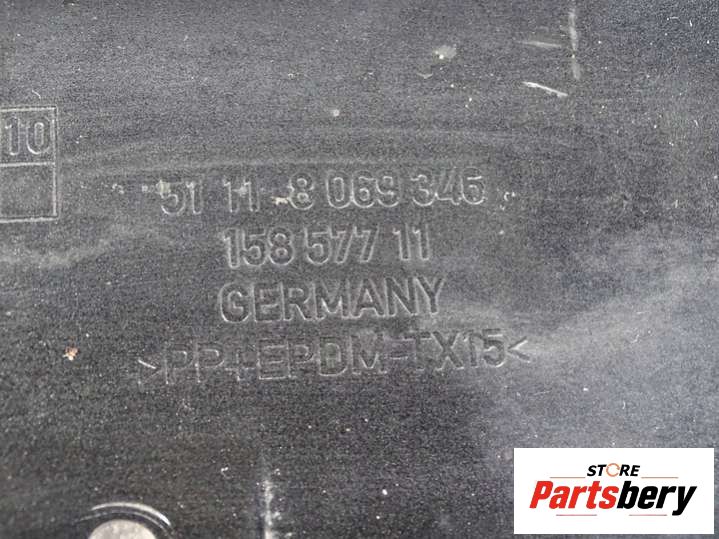 10
51 11-8 069 346
158 577 11
GERMANY
>PP+EPDM-TX15<
STORE
Partsbery